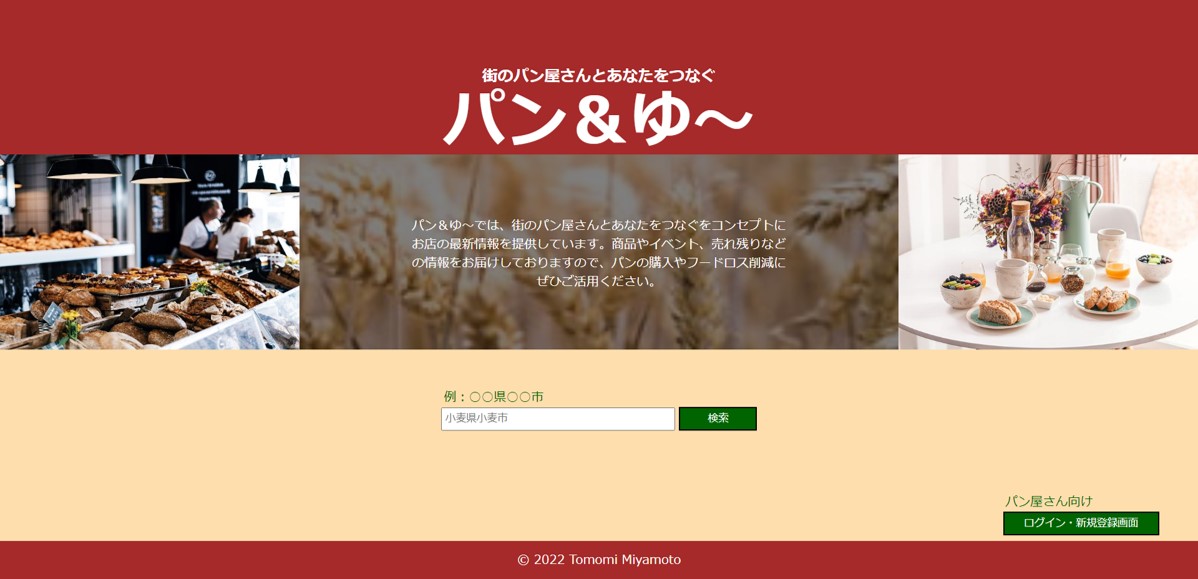 街のパン屋さんとあなたをつなぐ
パン＆ゆ～
パン＆ゆ～では、街のパン屋さんとあなたをつなぐをコンセプトに
お店の最新情報を提供しています。商品やイベント、売れ残りなど
の情報をお届けしておりますので、パンの購入やフードロス削減に
ぜひご活用ください。
例：〇〇県〇〇市
小麦県小麦市
検索
パン屋さん向け
ログイン・新規登録画面
© 2022 Tomomi Miyamoto